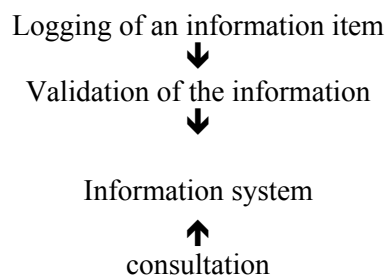 Logging of an information item
Validation of the information
Information system
consultation